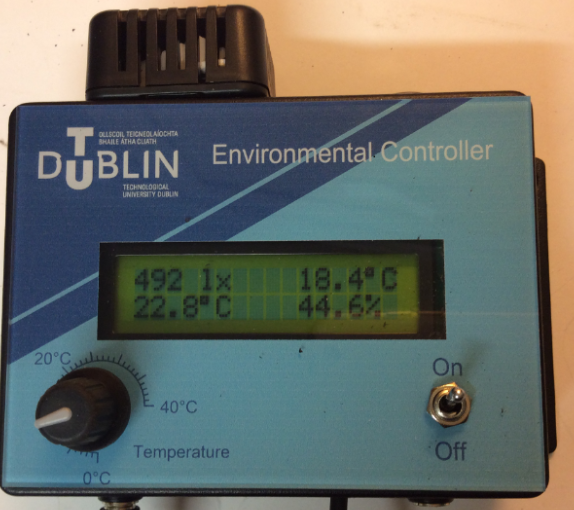 OLLSCOIL TEICNEOLAÍOCHTA
BHAILE ÁTHA CLIATH
TU DUBLIN
TECHNOLOGICAL
UNIVERSITY DUBLIN
Environmental Controller
492 lx 18.4°C
22.8°C 44.6%
20°C
40°C
0°C
Temperature
On
Off